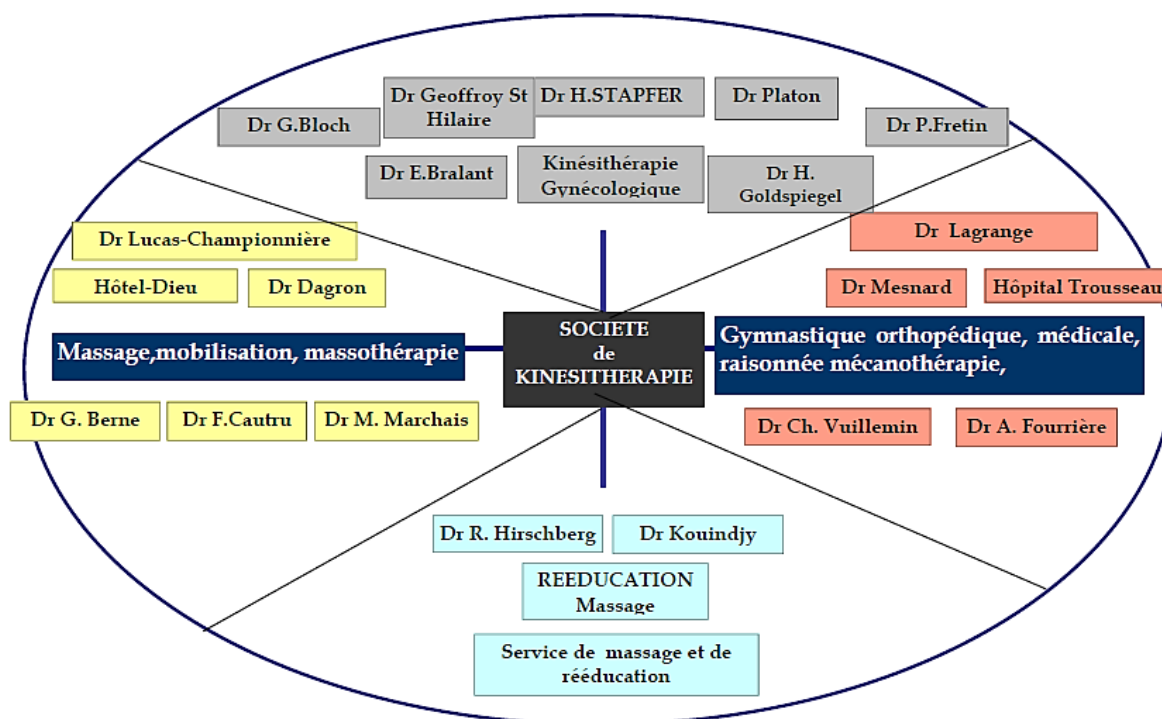 Dr G.Bloch
Dr Geoffroy St
Hilaire
Dr H.STAPFER
Dr Platon
Dr P.Fretin
Dr E.Bralant
Kinésithérapie
Gynécologique
Dr H.
Goldspiegel
Dr Lucas-Championnière
Hôtel-Dieu
Dr Dagron
Dr Lagrange
Dr Mesnard
Hôpital Trousseau
Massage,mobilisation, massothérapie
SOCIETE
de
KINESITHERAPIE
Gymnastique orthopédique, médicale,
raisonnée mécanothérapie,
Dr G. Berne
Dr F.Cautru
Dr M. Marchais
Dr Ch. Vuillemin
Dr A. Fourrière
Dr R. Hirschberg
Dr Kouindjy
REEDUCATION
Massage
Service de massage et de
rééducation